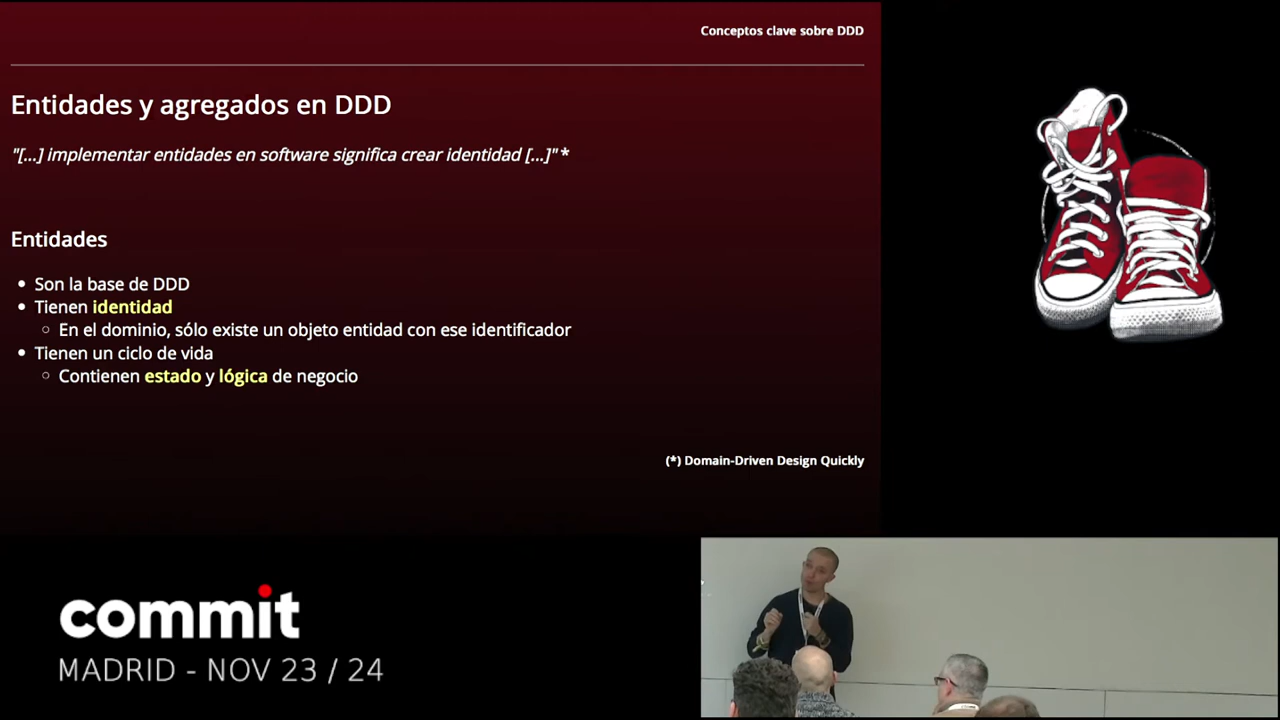 Conceptos clave sobre DDD
Entidades y agregados en DDD
"[...] implementar entidades en software significa crear identidad [...]" *
Entidades
• Son la base de DDD
• Tienen identidad
○ En el dominio, sólo existe un objeto entidad con ese identificador
• Tienen un ciclo de vida
○ Contienen estado y lógica de negocio
(*) Domain-Driven Design Quickly
commit
MADRID - NOV 23 / 24